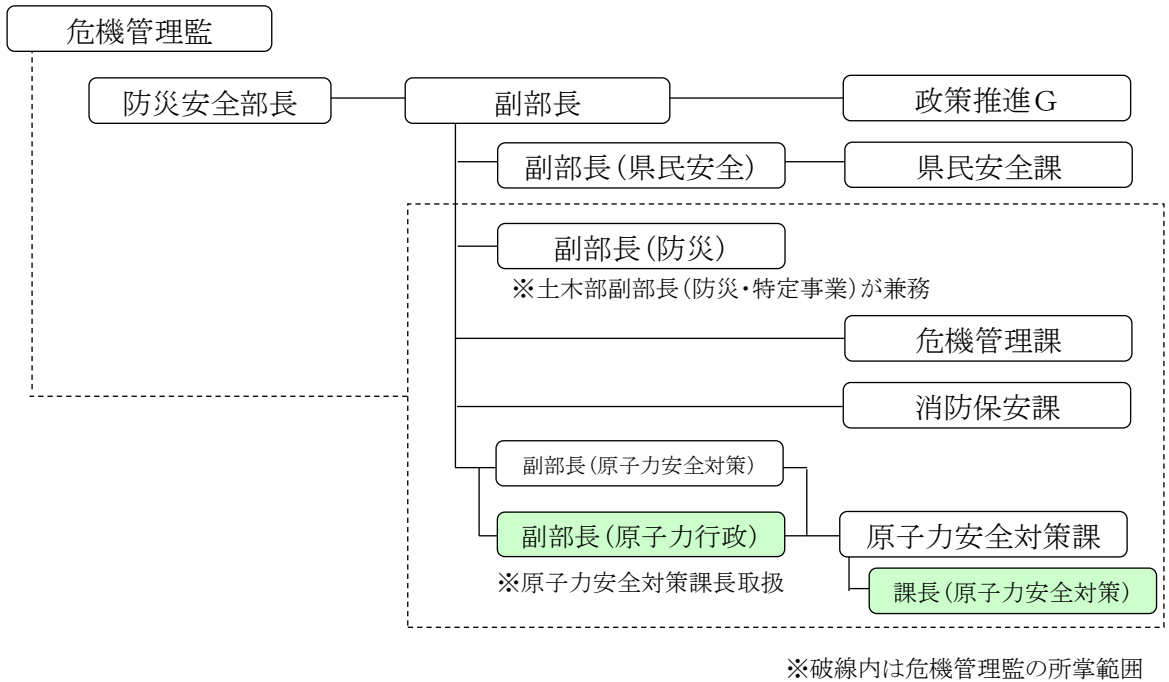 危機管理監
防災安全部長
副部長
政策推進G
副部長(県民安全)
県民安全課
副部長(防災)
※土木部副部長(防災・特定事業)が兼務
危機管理課
消防保安課
副部長(原子力安全対策)
副部長(原子力行政)
原子力安全対策課
※原子力安全対策課長取扱
課長(原子力安全対策)
※破線内は危機管理監の所掌範囲